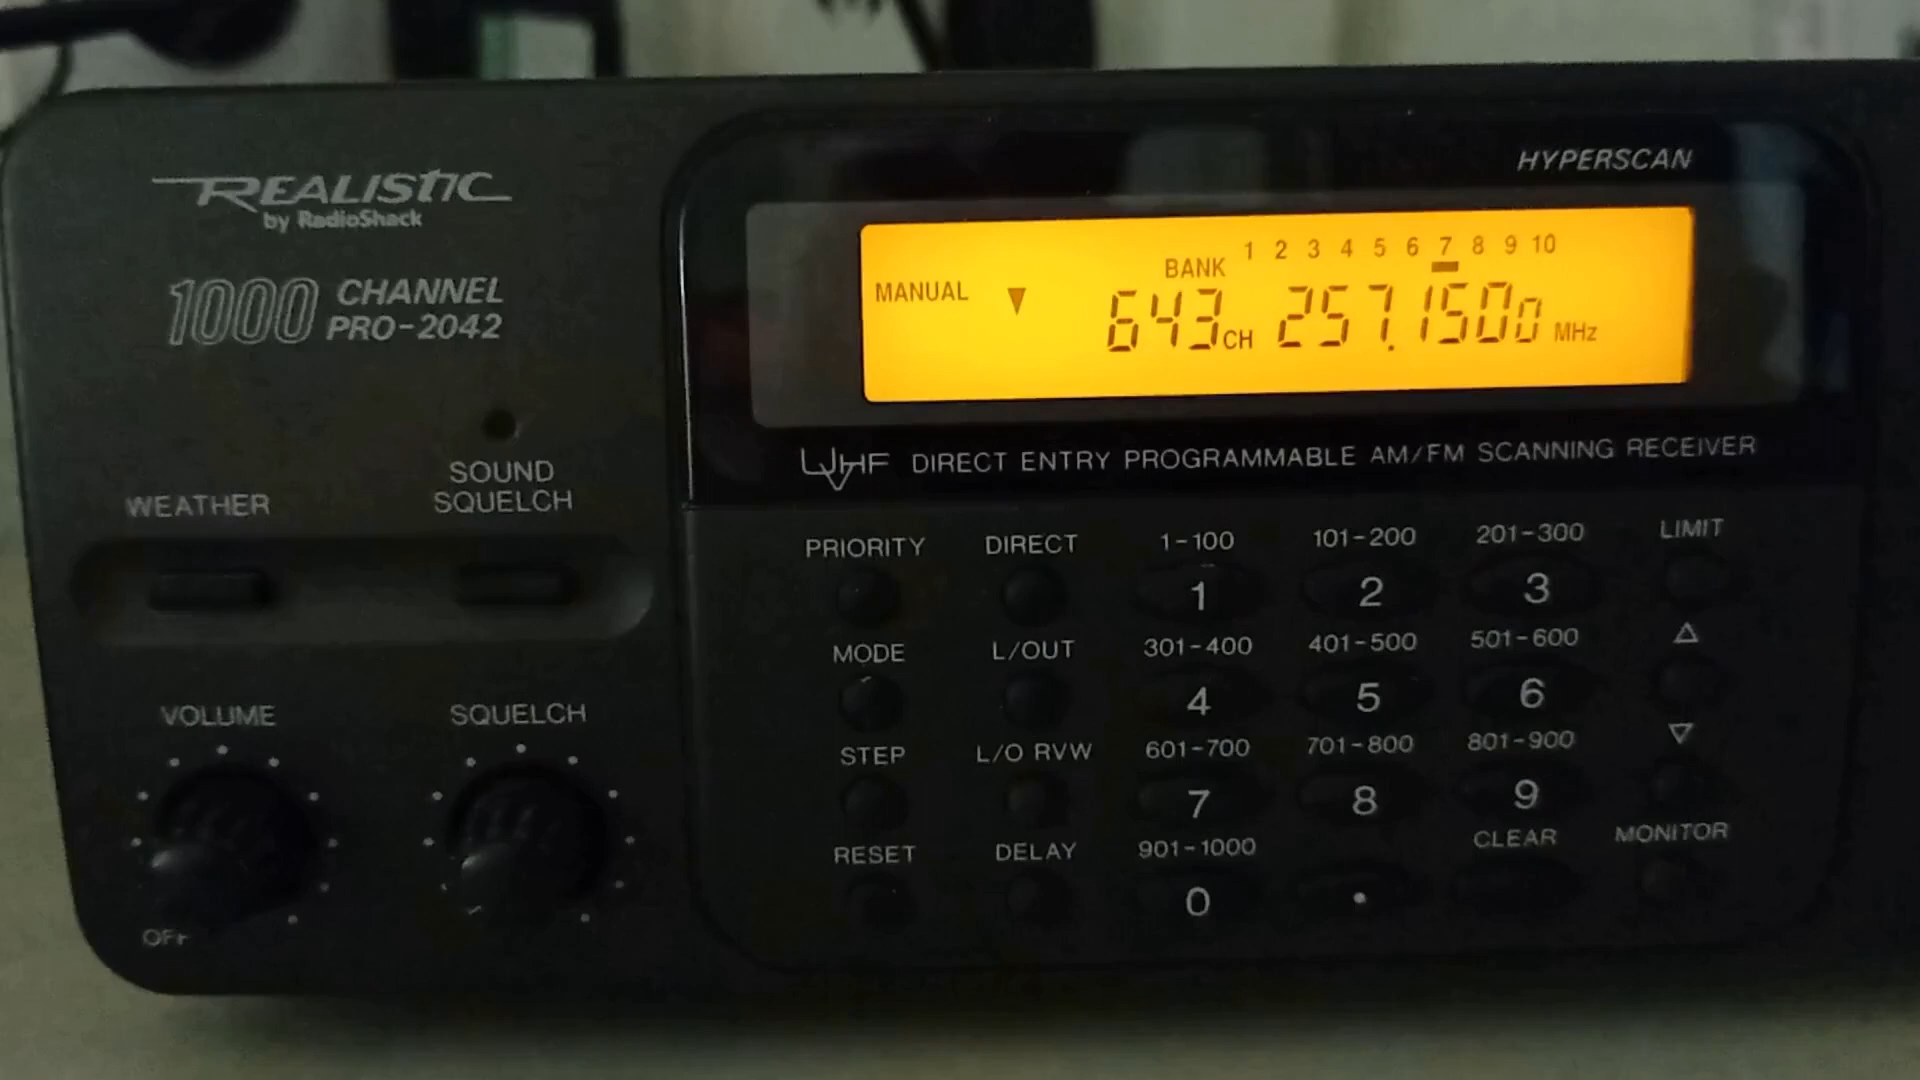 REALISTIC
by RadioShack
1000 CHANNEL
PRO-2042
HYPERSCAN
1 2 3 4 5 6 7 8 9 10
BANK
MANUAL ▼ 643 CH 257.1500 MHz
UVHF DIRECT ENTRY PROGRAMMABLE AM/FM SCANNING RECEIVER
WEATHER
SOUND
SQUELCH
VOLUME
SQUELCH
OFF
PRIORITY DIRECT 1-100 101-200 201-300 LIMIT
1 2 3
MODE L/OUT 301-400 401-500 501-600 △
4 5 6
STEP L/O RVW 601-700 701-800 801-900 ▽
7 8 9
RESET DELAY 901-1000 CLEAR MONITOR
0 .